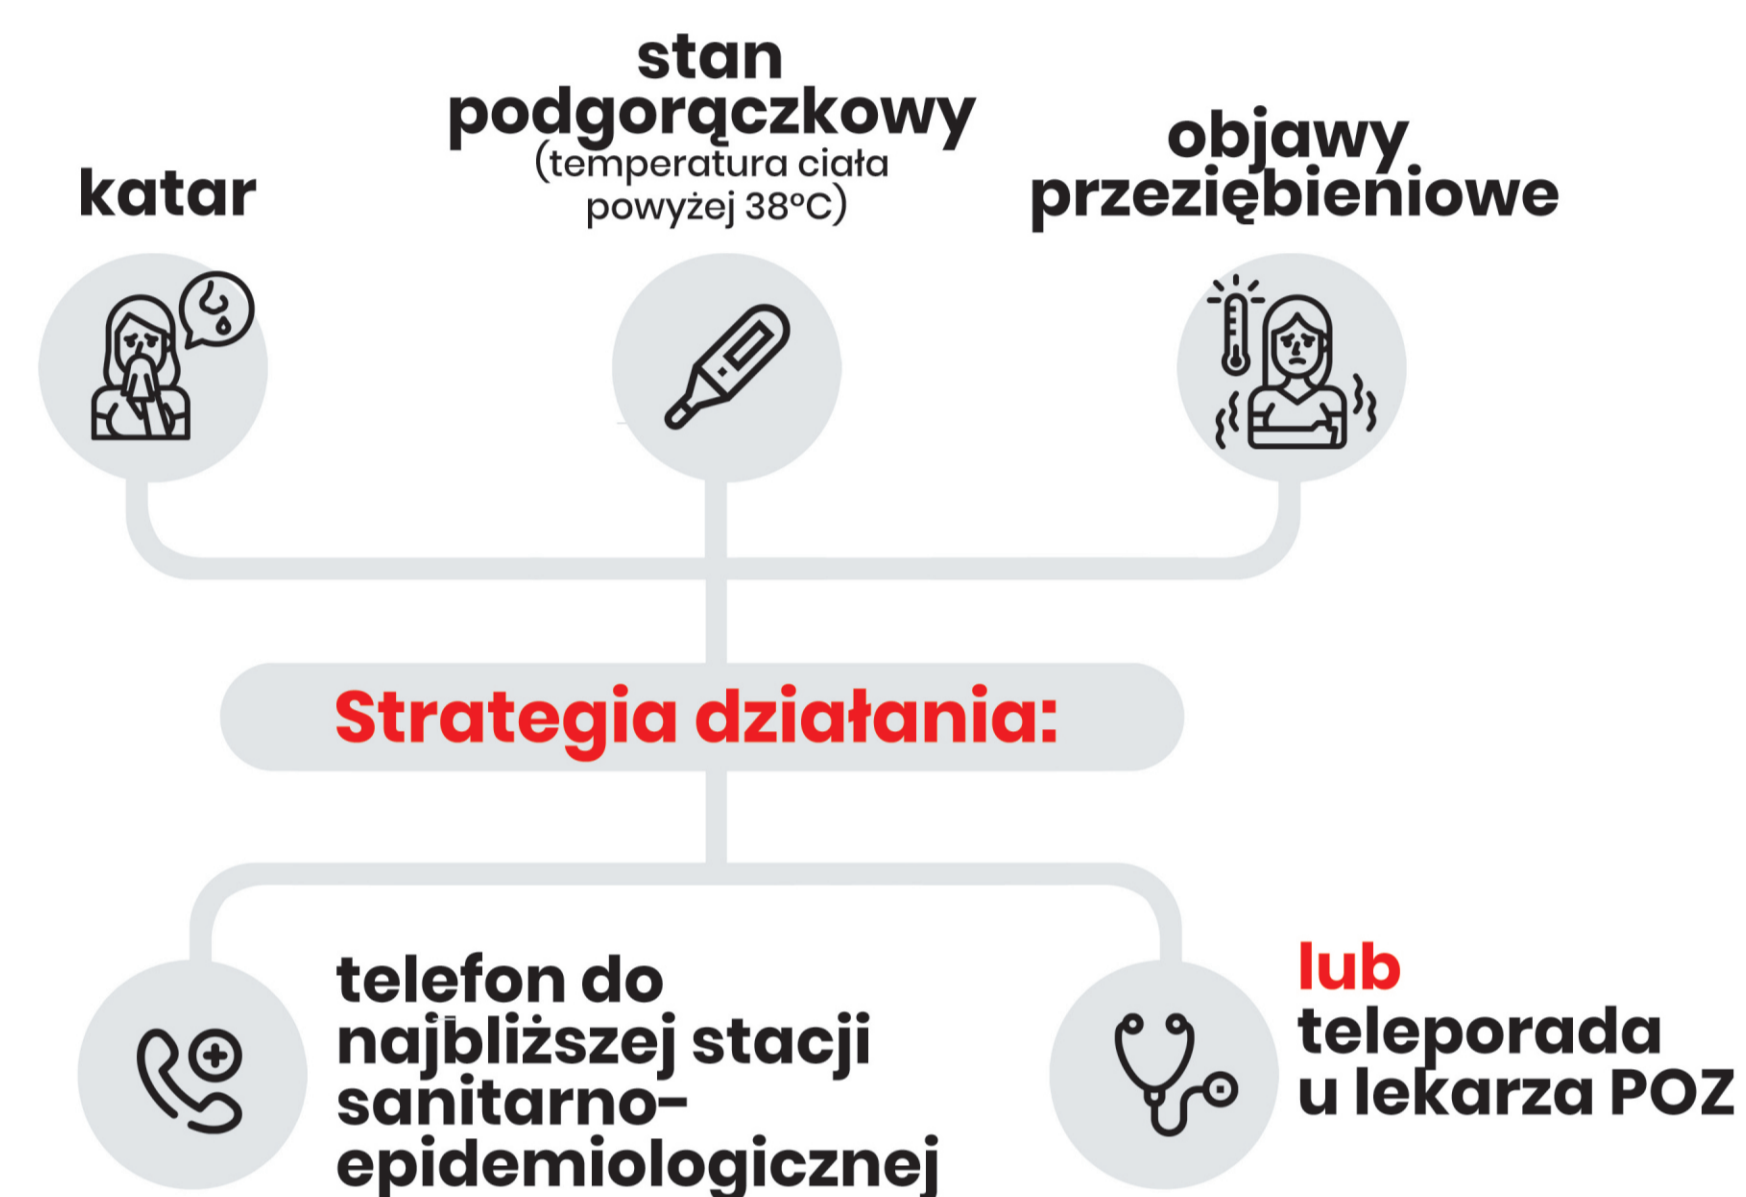 katar
stan
podgorączkowy
(temperatura ciała
powyżej 38°C)
objawy
przeziębieniowe
Strategia działania:
telefon do
najbliższej stacji
sanitarno-
epidemiologicznej
lub
teleporada
u lekarza POZ